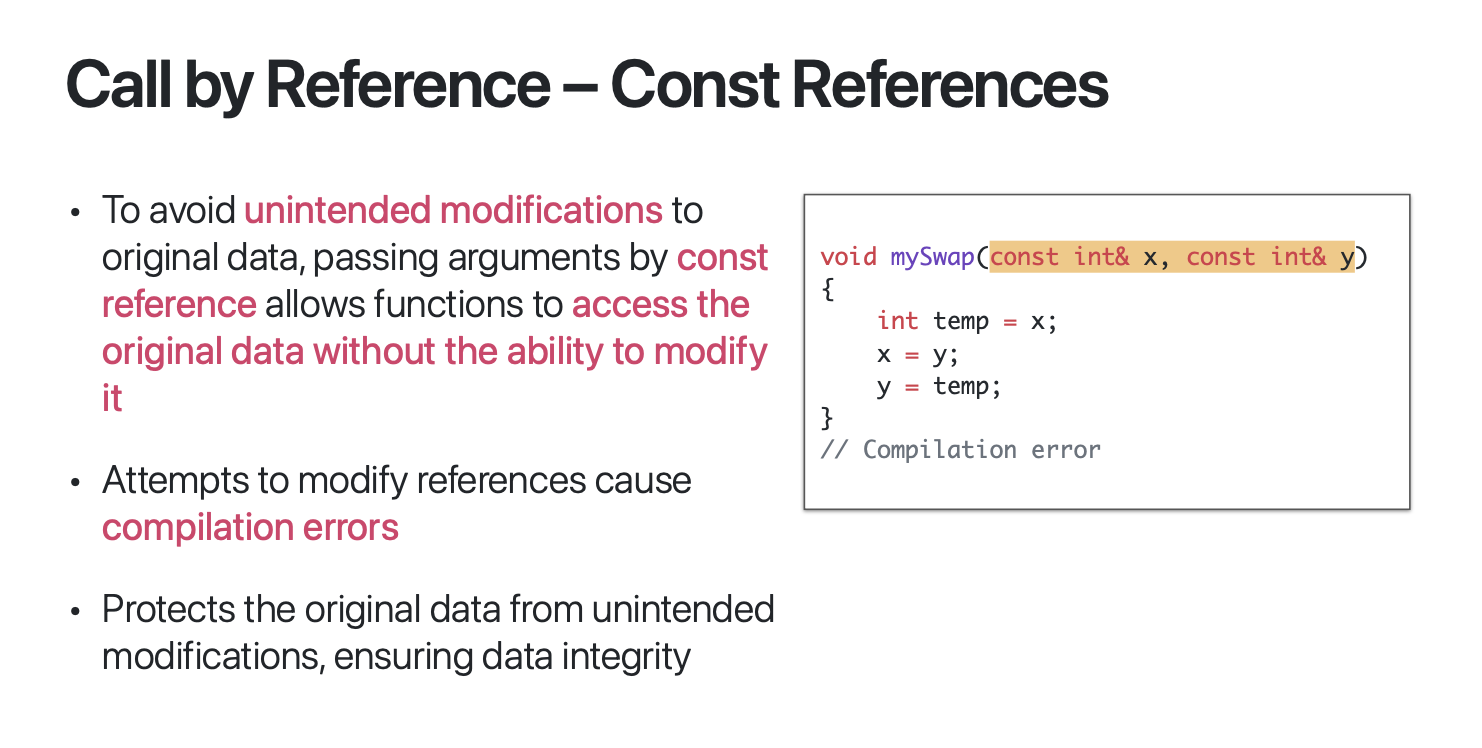 Call by Reference – Const References
• To avoid unintended modifications to
original data, passing arguments by const
reference allows functions to access the
original data without the ability to modify
it
• Attempts to modify references cause
compilation errors
• Protects the original data from unintended
modifications, ensuring data integrity
void mySwap(const int& x, const int& y)
{
    int temp = x;
    x = y;
    y = temp;
}
// Compilation error